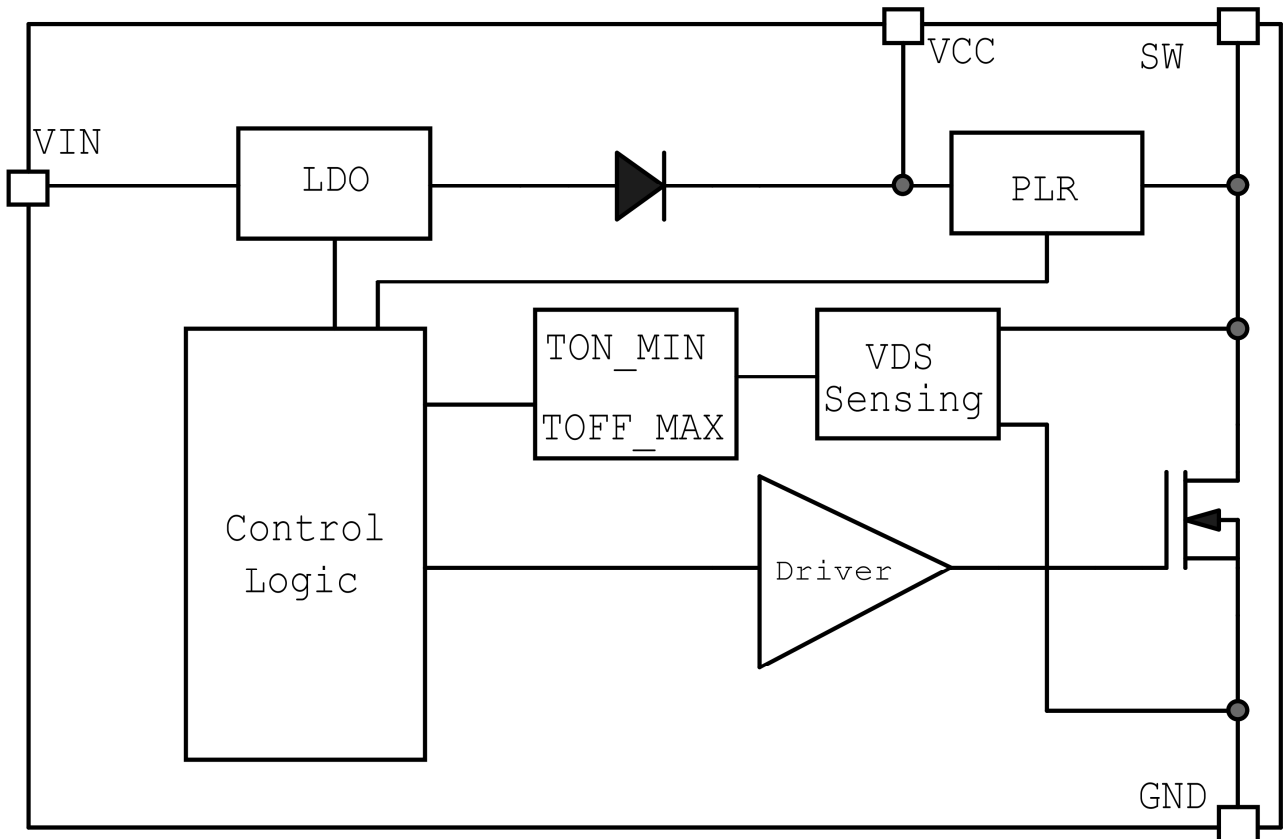 VCC
SW
VIN
LDO
PLR
TON_MIN
TOFF_MAX
VDS
Sensing
Control
Logic
Driver
GND